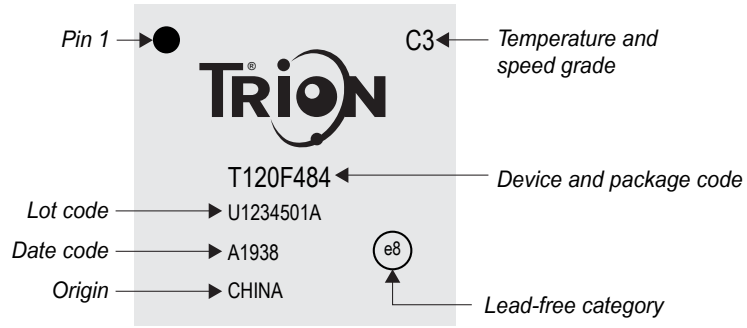 Pin 1
C3
Temperature and
speed grade
TRION®
T120F484
Device and package code
Lot code
U1234501A
Date code
A1938
e8
Origin
CHINA
Lead-free category